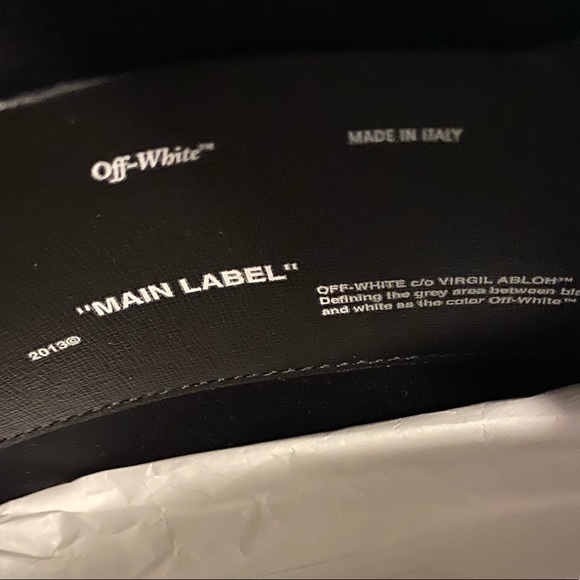 Off-White™
MADE IN ITALY
"MAIN LABEL"
2013©
OFF-WHITE c/o VIRGIL ABLOH™
Defining the grey area between
and white as the color Off-White™